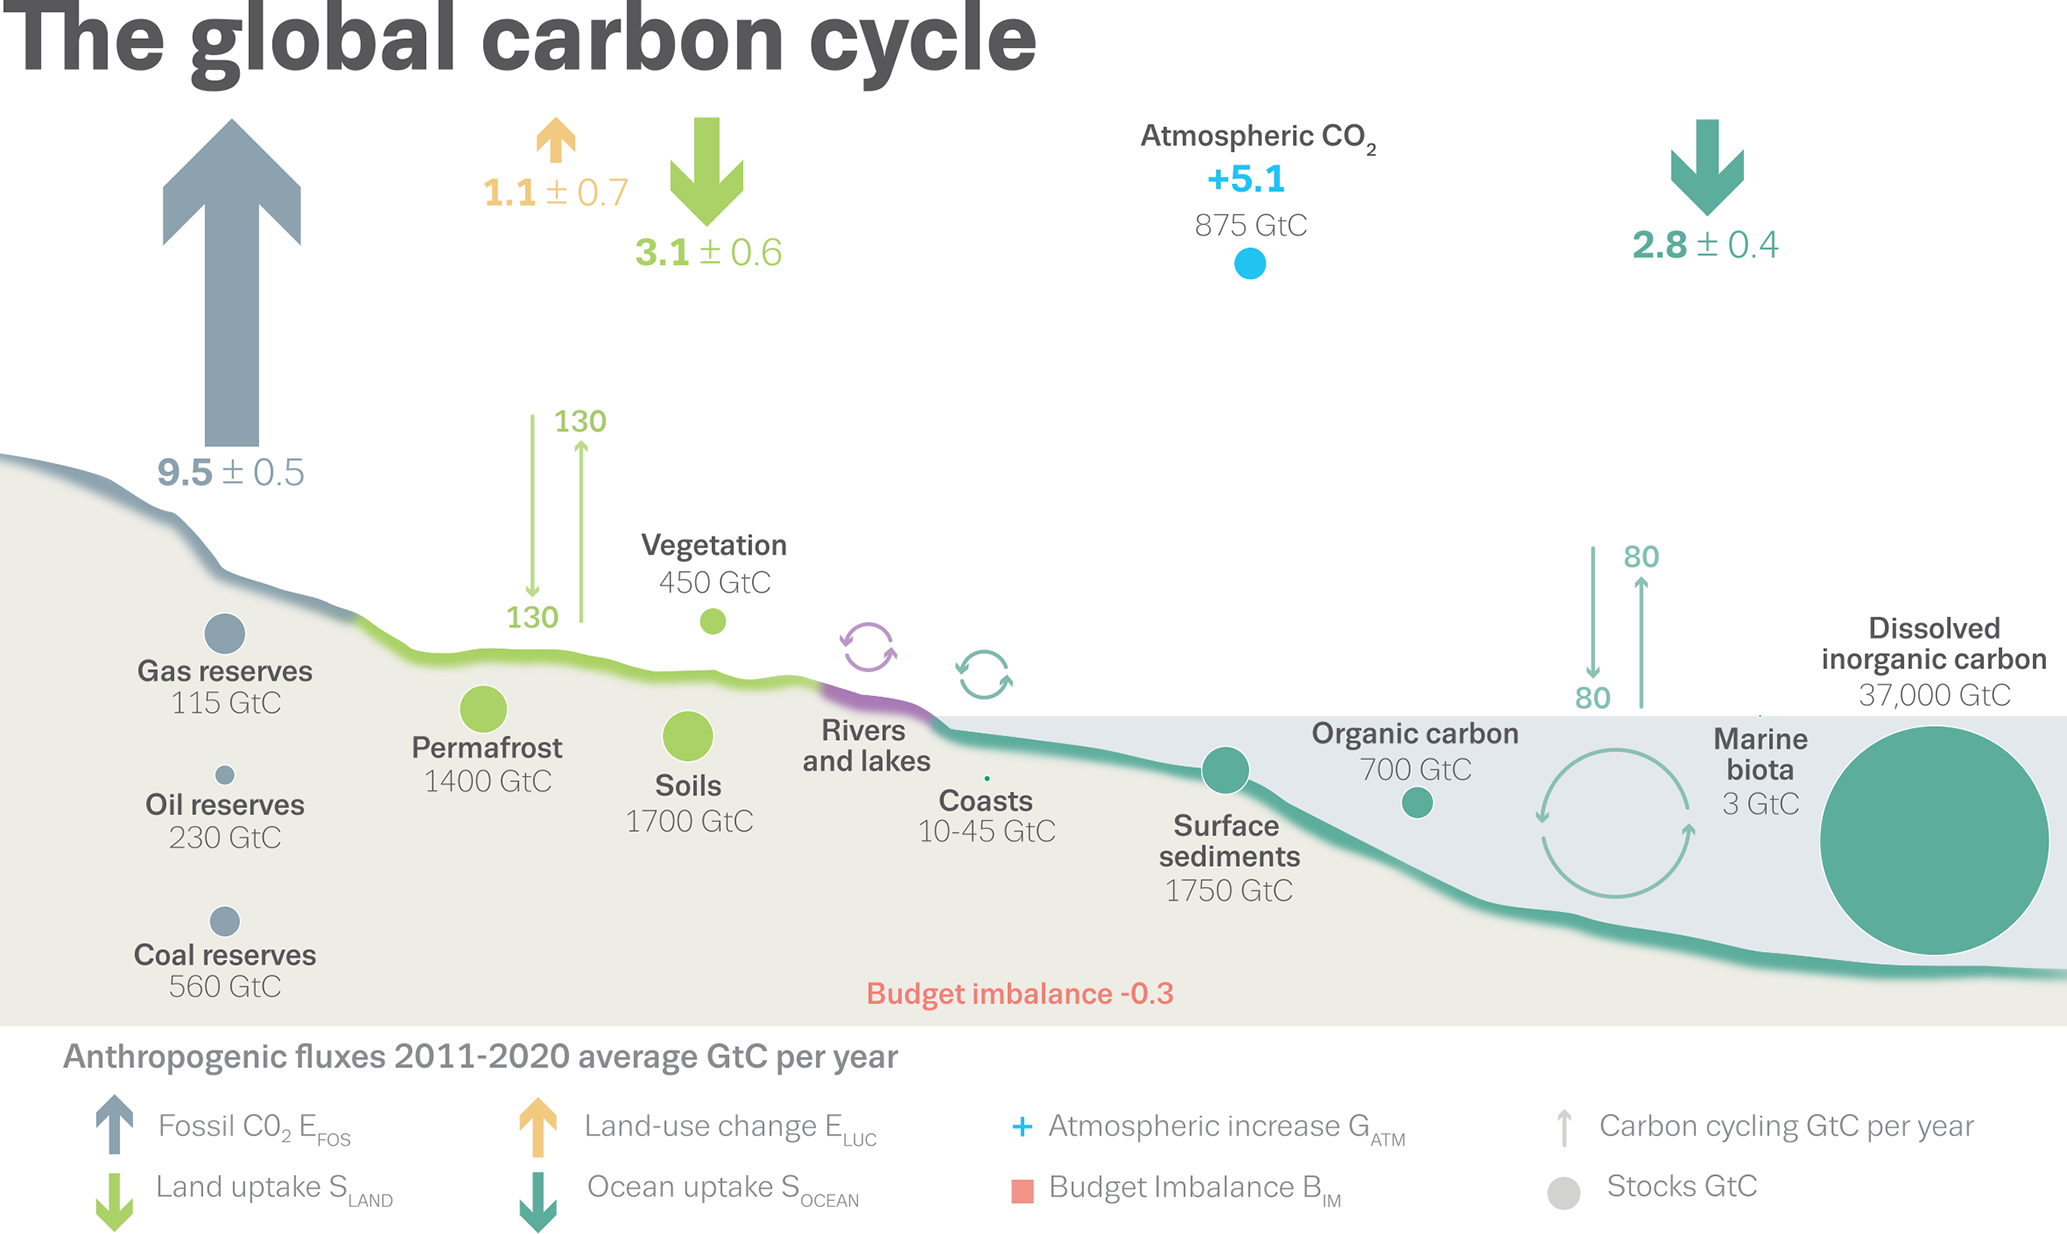 The global carbon cycle
1.1 ± 0.7
3.1 ± 0.6
Atmospheric CO2
+5.1
875 GtC
2.8 ± 0.4
9.5 ± 0.5
130
130
Vegetation
450 GtC
80
80
Dissolved
inorganic carbon
37,000 GtC
Gas reserves
115 GtC
Oil reserves
230 GtC
Coal reserves
560 GtC
Permafrost
1400 GtC
Soils
1700 GtC
Rivers
and lakes
Coasts
10-45 GtC
Surface
sediments
1750 GtC
Organic carbon
700 GtC
Marine
biota
3 GtC
Budget imbalance -0.3
Anthropogenic fluxes 2011-2020 average GtC per year
Fossil C02 EFOS
Land-use change ELUC
Atmospheric increase GATM
Carbon cycling GtC per year
Land uptake SLAND
Ocean uptake SOCEAN
Budget Imbalance BIM
Stocks GtC